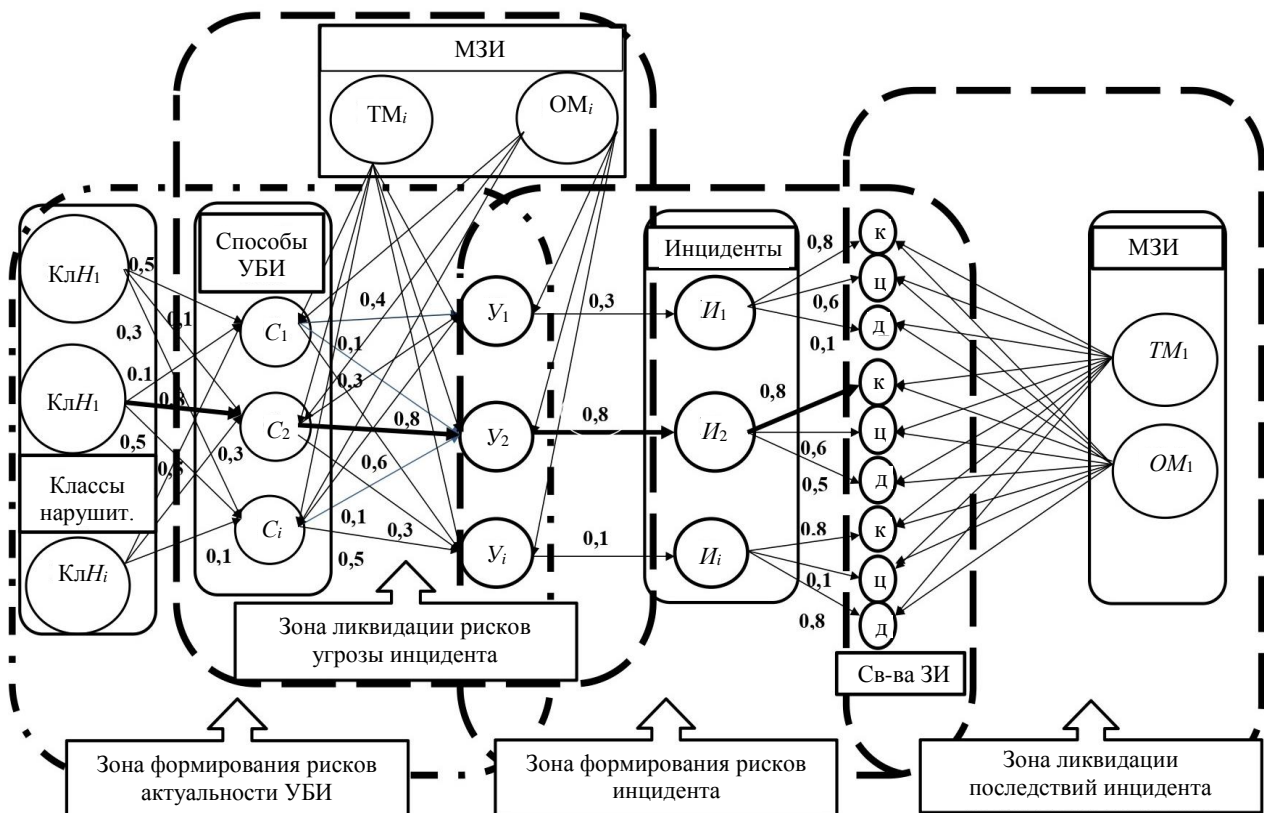 МЗИ
ТМi
ОМi
КлН1
КлН1
Классы
нарушит.
КлНi
0,5
0,1
0,3
0,1
0,5
0,3
0,1
Способы
УБИ
С1
С2
Сi
0,4
0,1
0,3
0,8
0,6
0,1
0,3
0,5
У1
У2
Уi
0,3
0,8
0,1
Инциденты
И1
И2
Иi
0,8
0,6
0,1
0,8
0,6
0,5
0,8
0,1
0,8
к
ц
д
к
ц
д
к
ц
д
Св-ва ЗИ
МЗИ
ТМ1
ОМ1
Зона ликвидации рисков
угрозы инцидента
Зона формирования рисков
актуальности УБИ
Зона формирования рисков
инцидента
Зона ликвидации
последствий инцидента